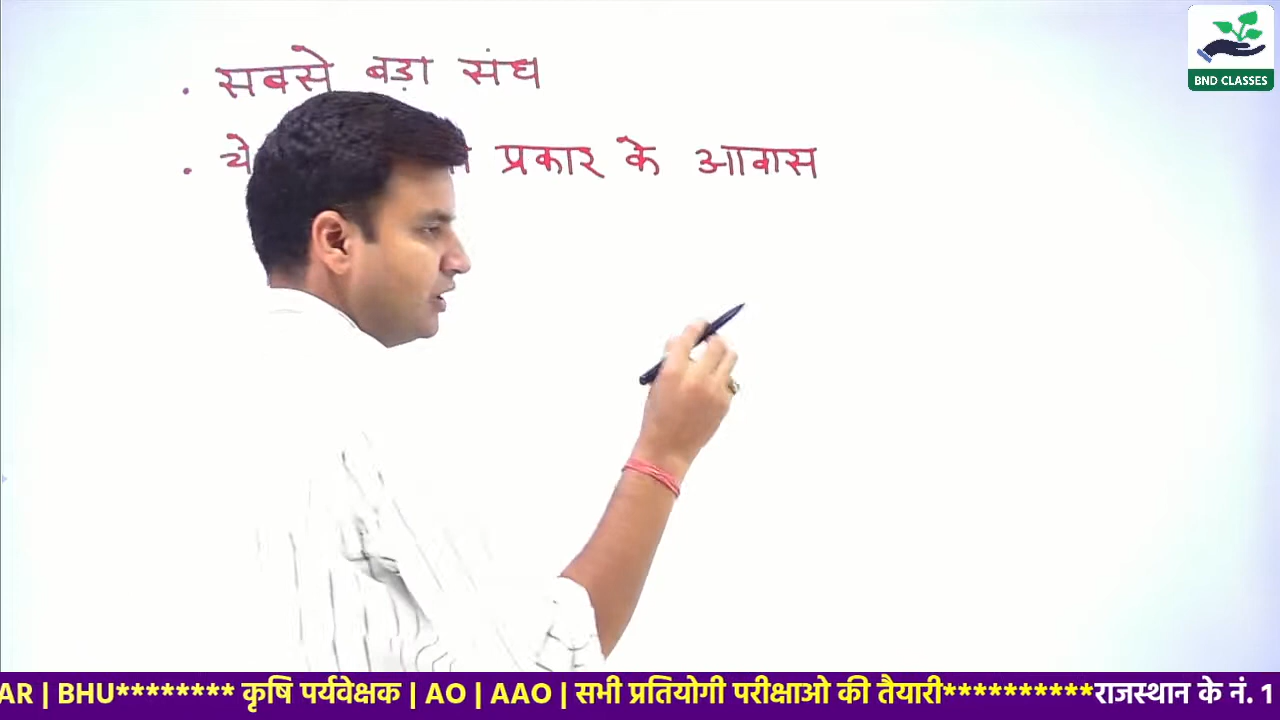 . सबसे बड़ा संघ
. ये प्रकार के आवास
BND CLASSES
AR | BHU******** कृषि पर्यवेक्षक | AO | AAO | सभी प्रतियोगी परीक्षाओ की तैयारी**********राजस्थान के नं. 1